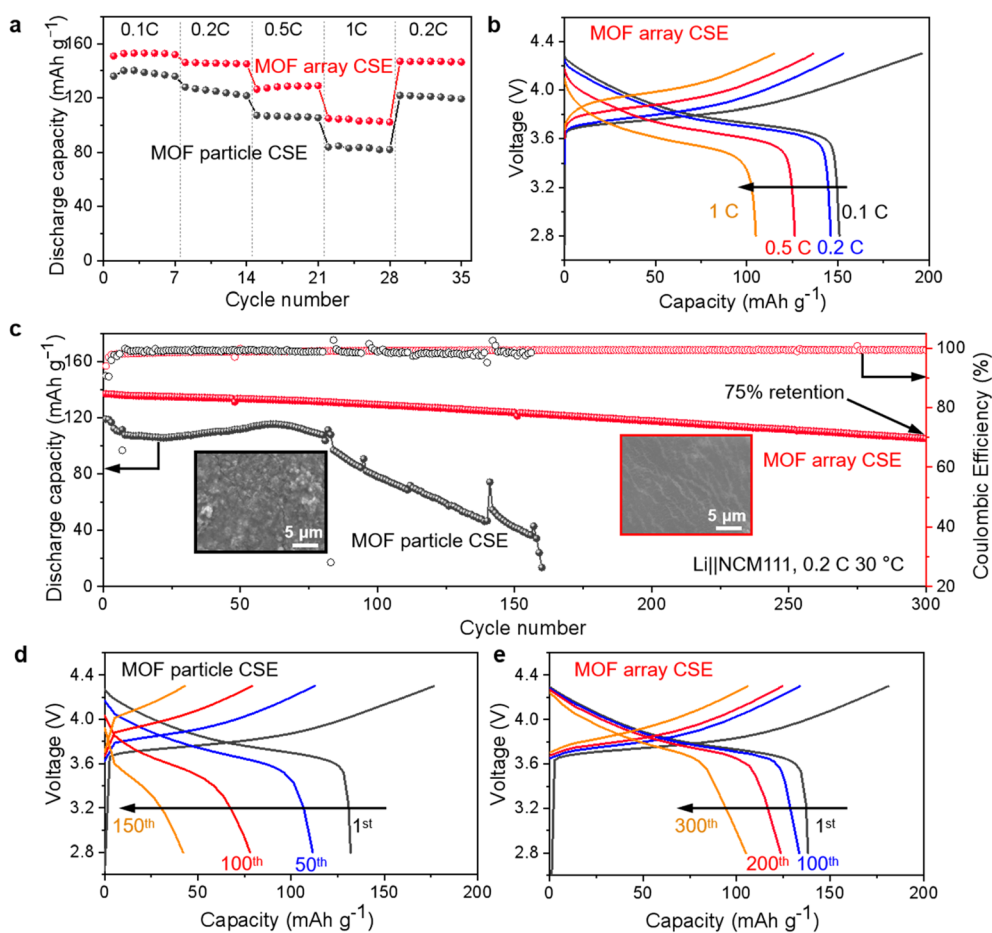 a
0.1C 0.2C 0.5C 1C 0.2C
MOF array CSE
MOF particle CSE
Discharge capacity (mAh g⁻¹)
160
120
80
40
0
0 7 14 21 28 35
Cycle number
b
MOF array CSE
Voltage (V)
4.4
4.0
3.6
3.2
2.8
1 C
0.5 C
0.2 C
0.1 C
0 50 100 150 200
Capacity (mAh g⁻¹)
c
Discharge capacity (mAh g⁻¹)
160
120
80
40
0
75% retention
MOF array CSE
MOF particle CSE
5 µm
5 µm
Li||NCM111, 0.2 C 30 °C
Coulombic Efficiency (%)
100
80
60
40
20
0 50 100 150 200 250 300
Cycle number
d
MOF particle CSE
Voltage (V)
4.4
4.0
3.6
3.2
2.8
150th
100th
50th
1st
0 50 100 150 200
Capacity (mAh g⁻¹)
e
MOF array CSE
Voltage (V)
4.4
4.0
3.6
3.2
2.8
300th
200th
100th
1st
0 50 100 150 200
Capacity (mAh g⁻¹)